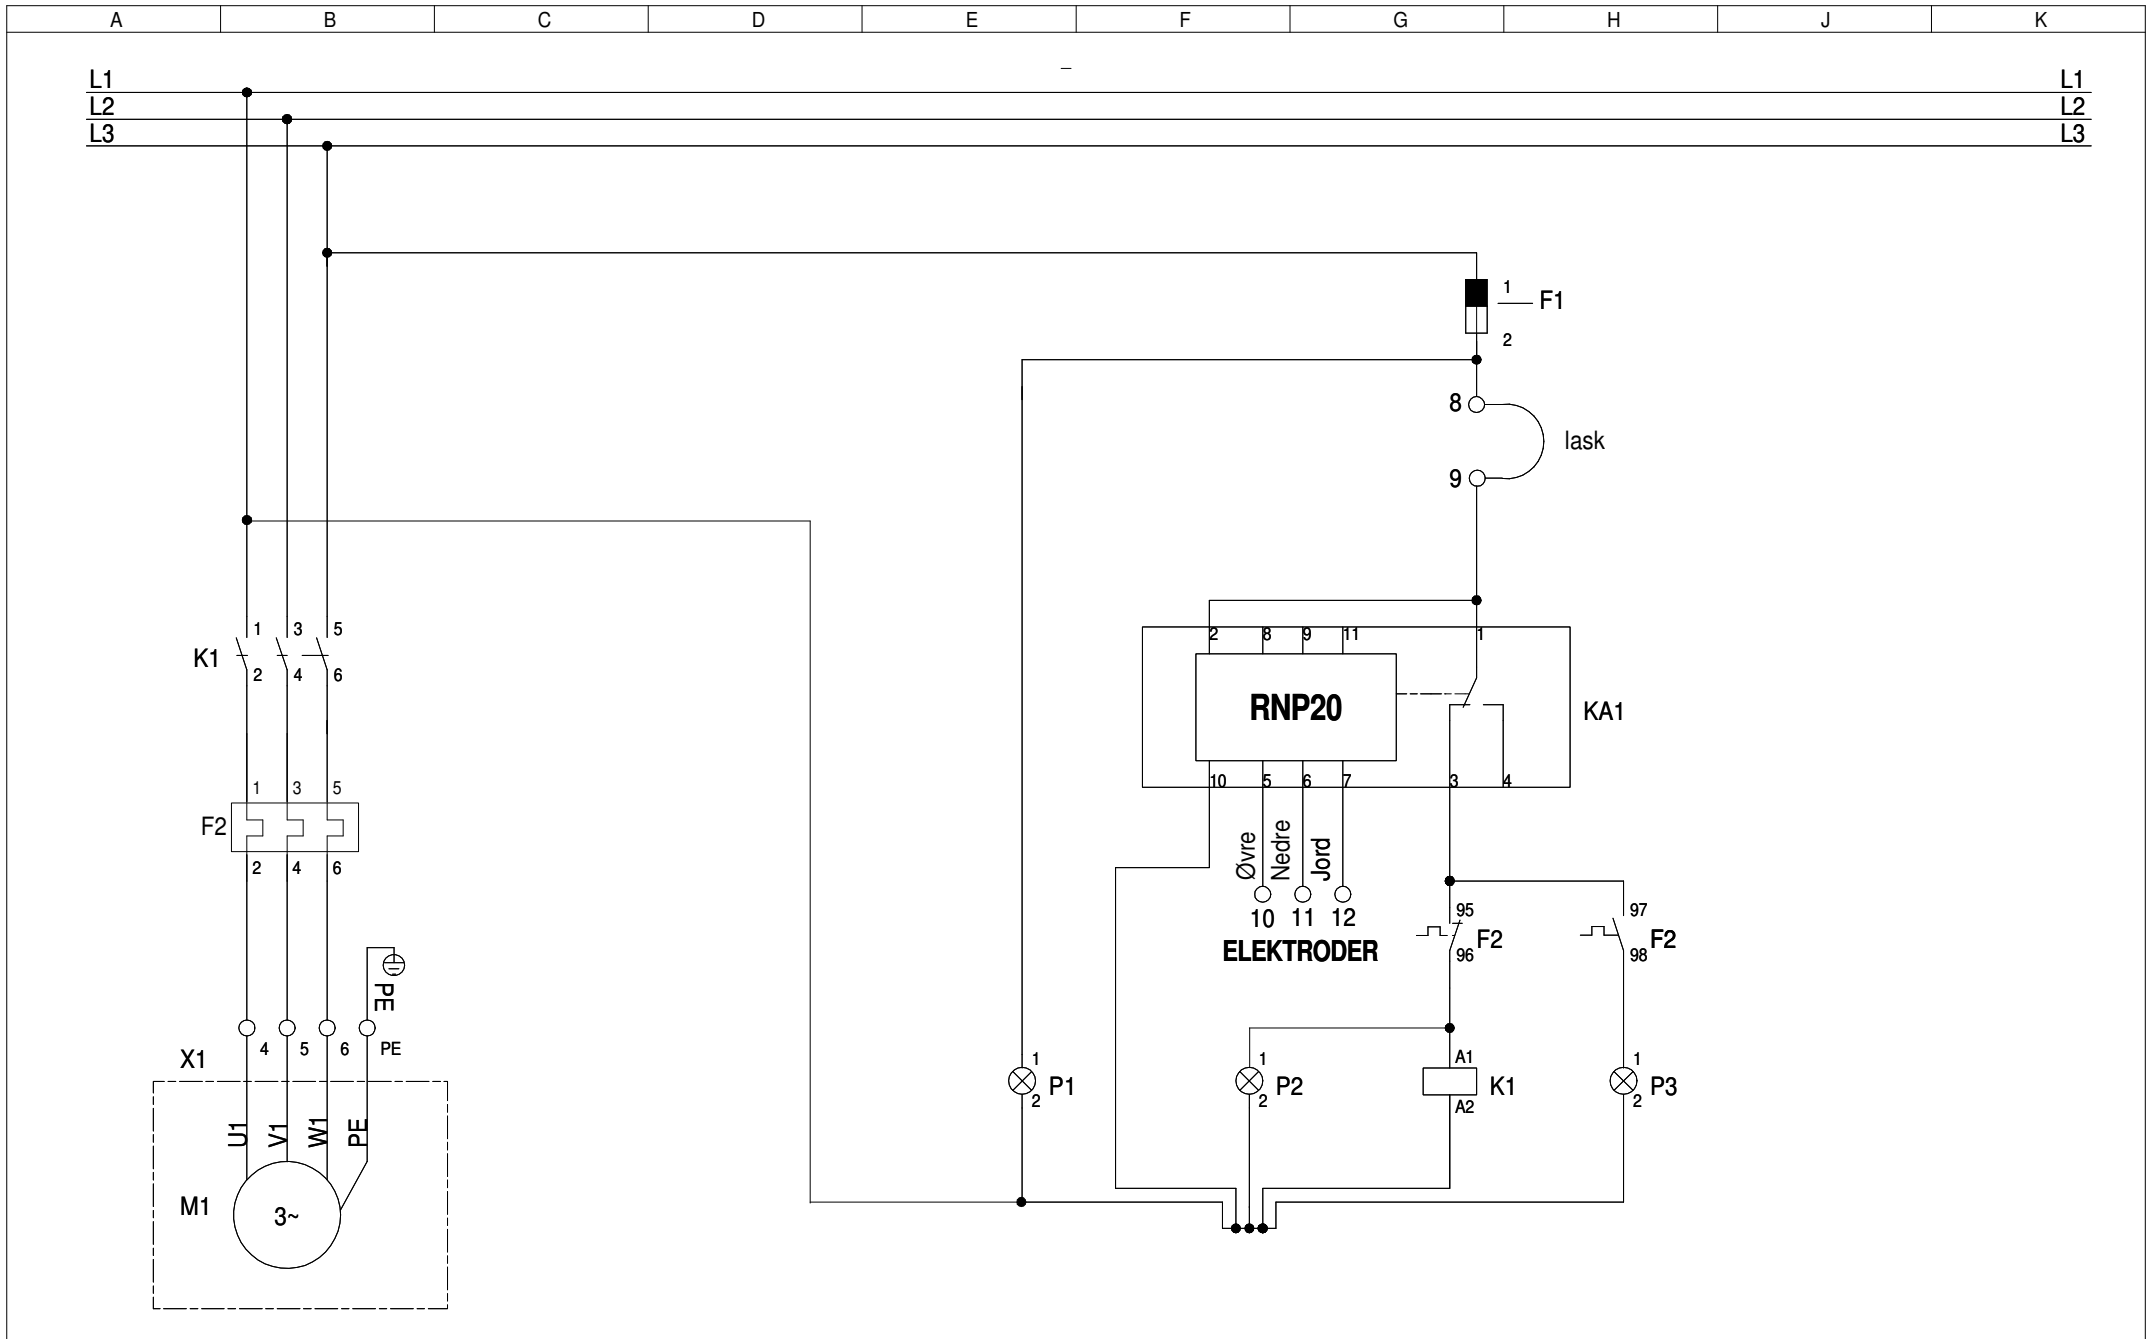 A B C D E F G H J K
L1 L1
L2 L2
L3 L3
1
F1
2
8
lask
9
1 3 5
K1
2 4 6
2 8 9 11 1
RNP20
KA1
10 5 6 7 3 4
1 3 5
F2
2 4 6
Øvre
Nedre
Jord
10 11 12
ELEKTRODER
95
F2
96
97
F2
98
PE
4 5 6 PE
X1
1
P1
2
1
P2
2
A1
K1
A2
1
P3
2
U1
V1
W1
PE
M1
3~